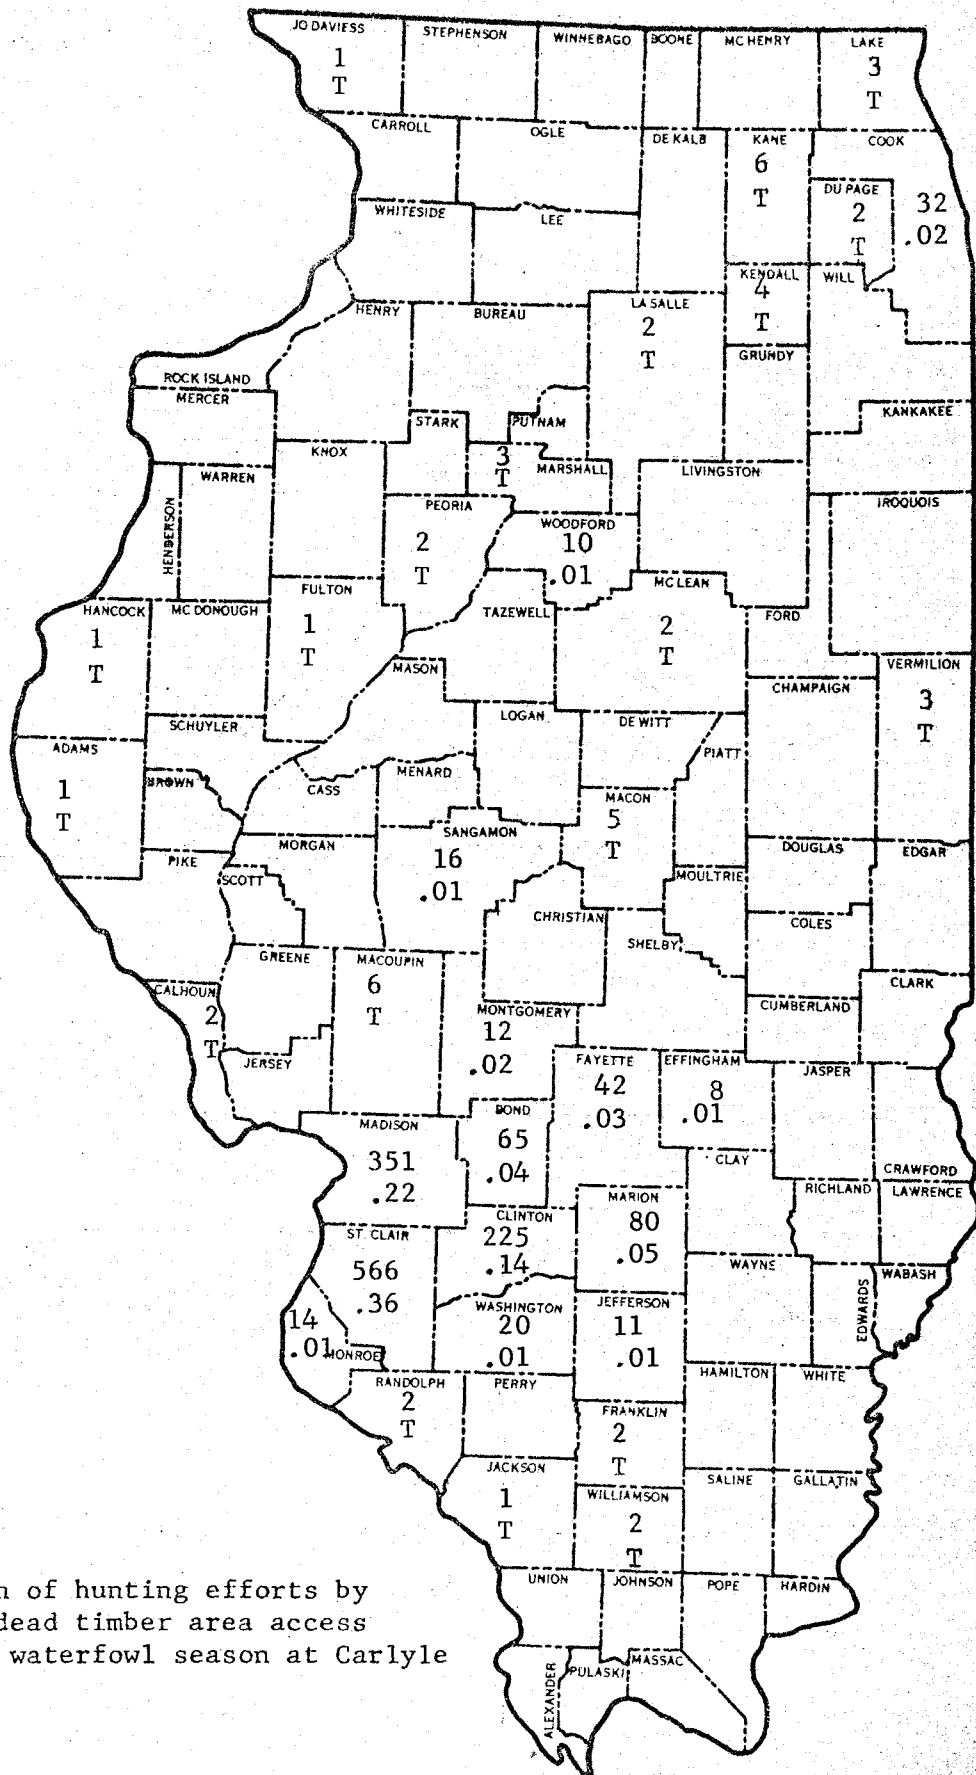 JO DAVIESS
1
T
STEPHENSON
WINNEBAGO
BOONE
MC HENRY
LAKE
3
T
CARROLL
OGLE
DE KALB
KANE
6
T
COOK
32
.02
DU PAGE
2
T
WHITESIDE
LEE
KENDALL
4
T
WILL
HENRY
BUREAU
LA SALLE
2
T
GRUNDY
ROCK ISLAND
MERCER
STARK
PUTNAM
KANKAKEE
KNOX
3
T
MARSHALL
LIVINGSTON
WARREN
HENDERSON
PEORIA
2
T
WOODFORD
10
.01
IROQUOIS
HANCOCK
1
T
MC DONOUGH
FULTON
1
T
TAZEWELL
MC LEAN
2
T
FORD
MASON
VERMILION
3
T
CHAMPAIGN
SCHUYLER
LOGAN
DE WITT
PIATT
ADAMS
1
T
BROWN
CASS
MENARD
MACON
5
T
PIKE
MORGAN
SANGAMON
16
.01
DOUGLAS
EDGAR
SCOTT
MOULTRIE
CHRISTIAN
COLES
SHELBY
GREENE
MACOUPIN
6
T
CLARK
CALHOUN
2
T
MONTGOMERY
12
.02
CUMBERLAND
JERSEY
FAYETTE
42
.03
EFFINGHAM
8
.01
JASPER
MADISON
351
.22
BOND
65
.04
CLAY
CRAWFORD
RICHLAND
LAWRENCE
MARION
80
.05
CLINTON
225
.14
ST. CLAIR
566
.36
WAYNE
WABASH
EDWARDS
WASHINGTON
20
.01
JEFFERSON
11
.01
14
.01
MONROE
RANDOLPH
2
T
PERRY
HAMILTON
WHITE
FRANKLIN
2
T
JACKSON
1
T
SALINE
GALLATIN
WILLIAMSON
2
T
UNION
JOHNSON
POPE
HARDIN
n of hunting efforts by
dead timber area access
waterfowl season at Carlyle
ALEXANDER
PULASKI
MASSAC